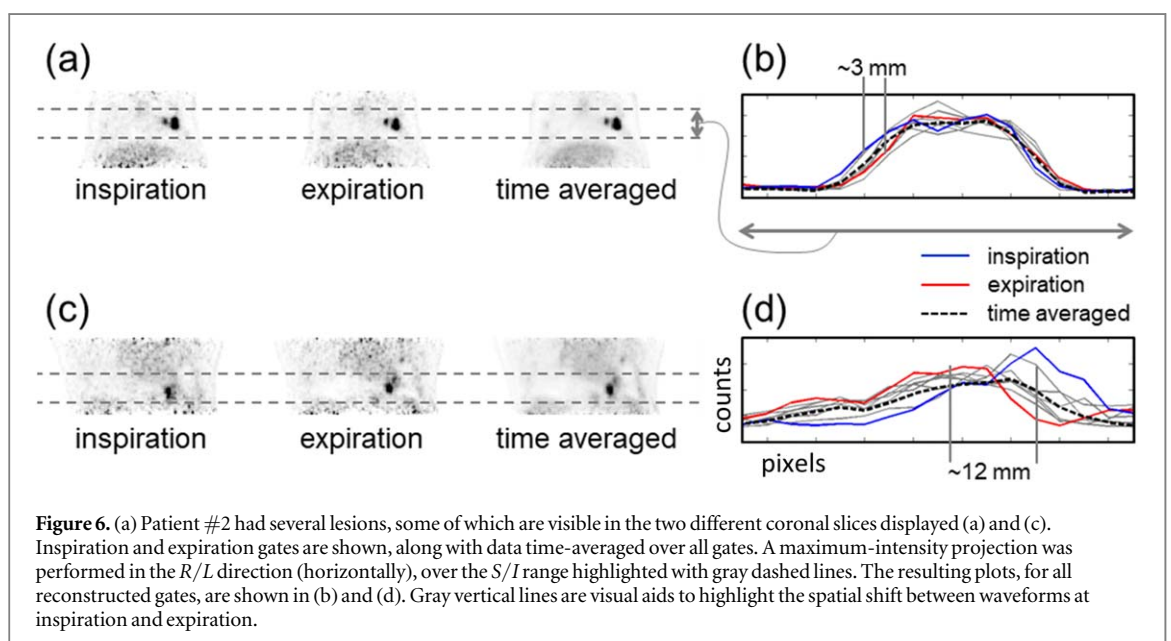 (a)
inspiration
expiration
time averaged
(b)
~3 mm
inspiration
expiration
time averaged
(c)
inspiration
expiration
time averaged
(d)
counts
pixels
~12 mm
Figure 6. (a) Patient #2 had several lesions, some of which are visible in the two different coronal slices displayed (a) and (c).
Inspiration and expiration gates are shown, along with data time-averaged over all gates. A maximum-intensity projection was
performed in the R/L direction (horizontally), over the S/I range highlighted with gray dashed lines. The resulting plots, for all
reconstructed gates, are shown in (b) and (d). Gray vertical lines are visual aids to highlight the spatial shift between waveforms at
inspiration and expiration.